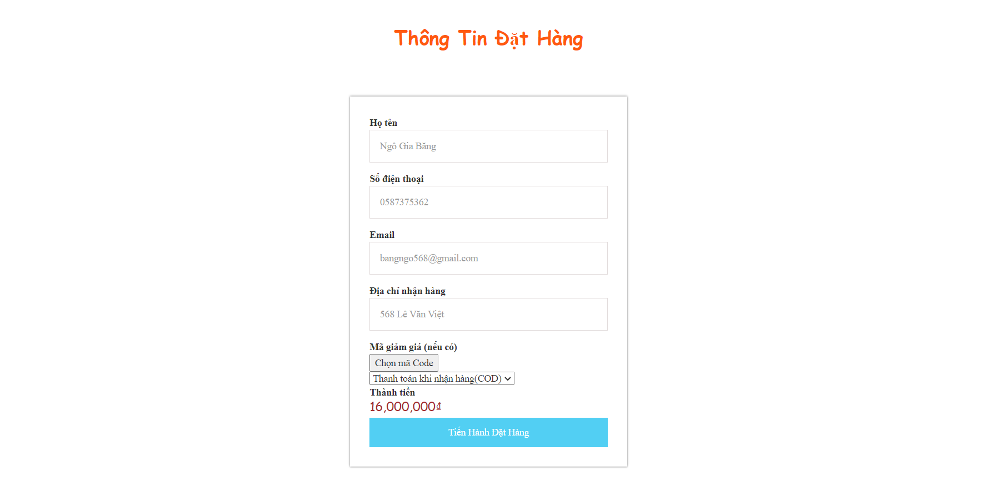 Thông Tin Đặt Hàng
Họ tên
Ngô Gia Băng
Số điện thoại
0587375362
Email
bangngo568@gmail.com
Địa chỉ nhận hàng
568 Lê Văn Việt
Mã giảm giá (nếu có)
Chọn mã Code
Thanh toán khi nhận hàng(COD)
Thành tiền
16,000,000₫
Tiến Hành Đặt Hàng